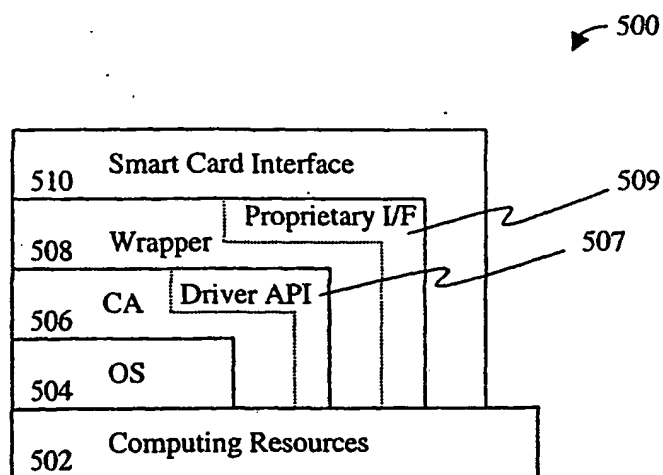 500
Smart Card Interface
510
Proprietary I/F
509
Wrapper
508
507
Driver API
CA
506
OS
504
Computing Resources
502